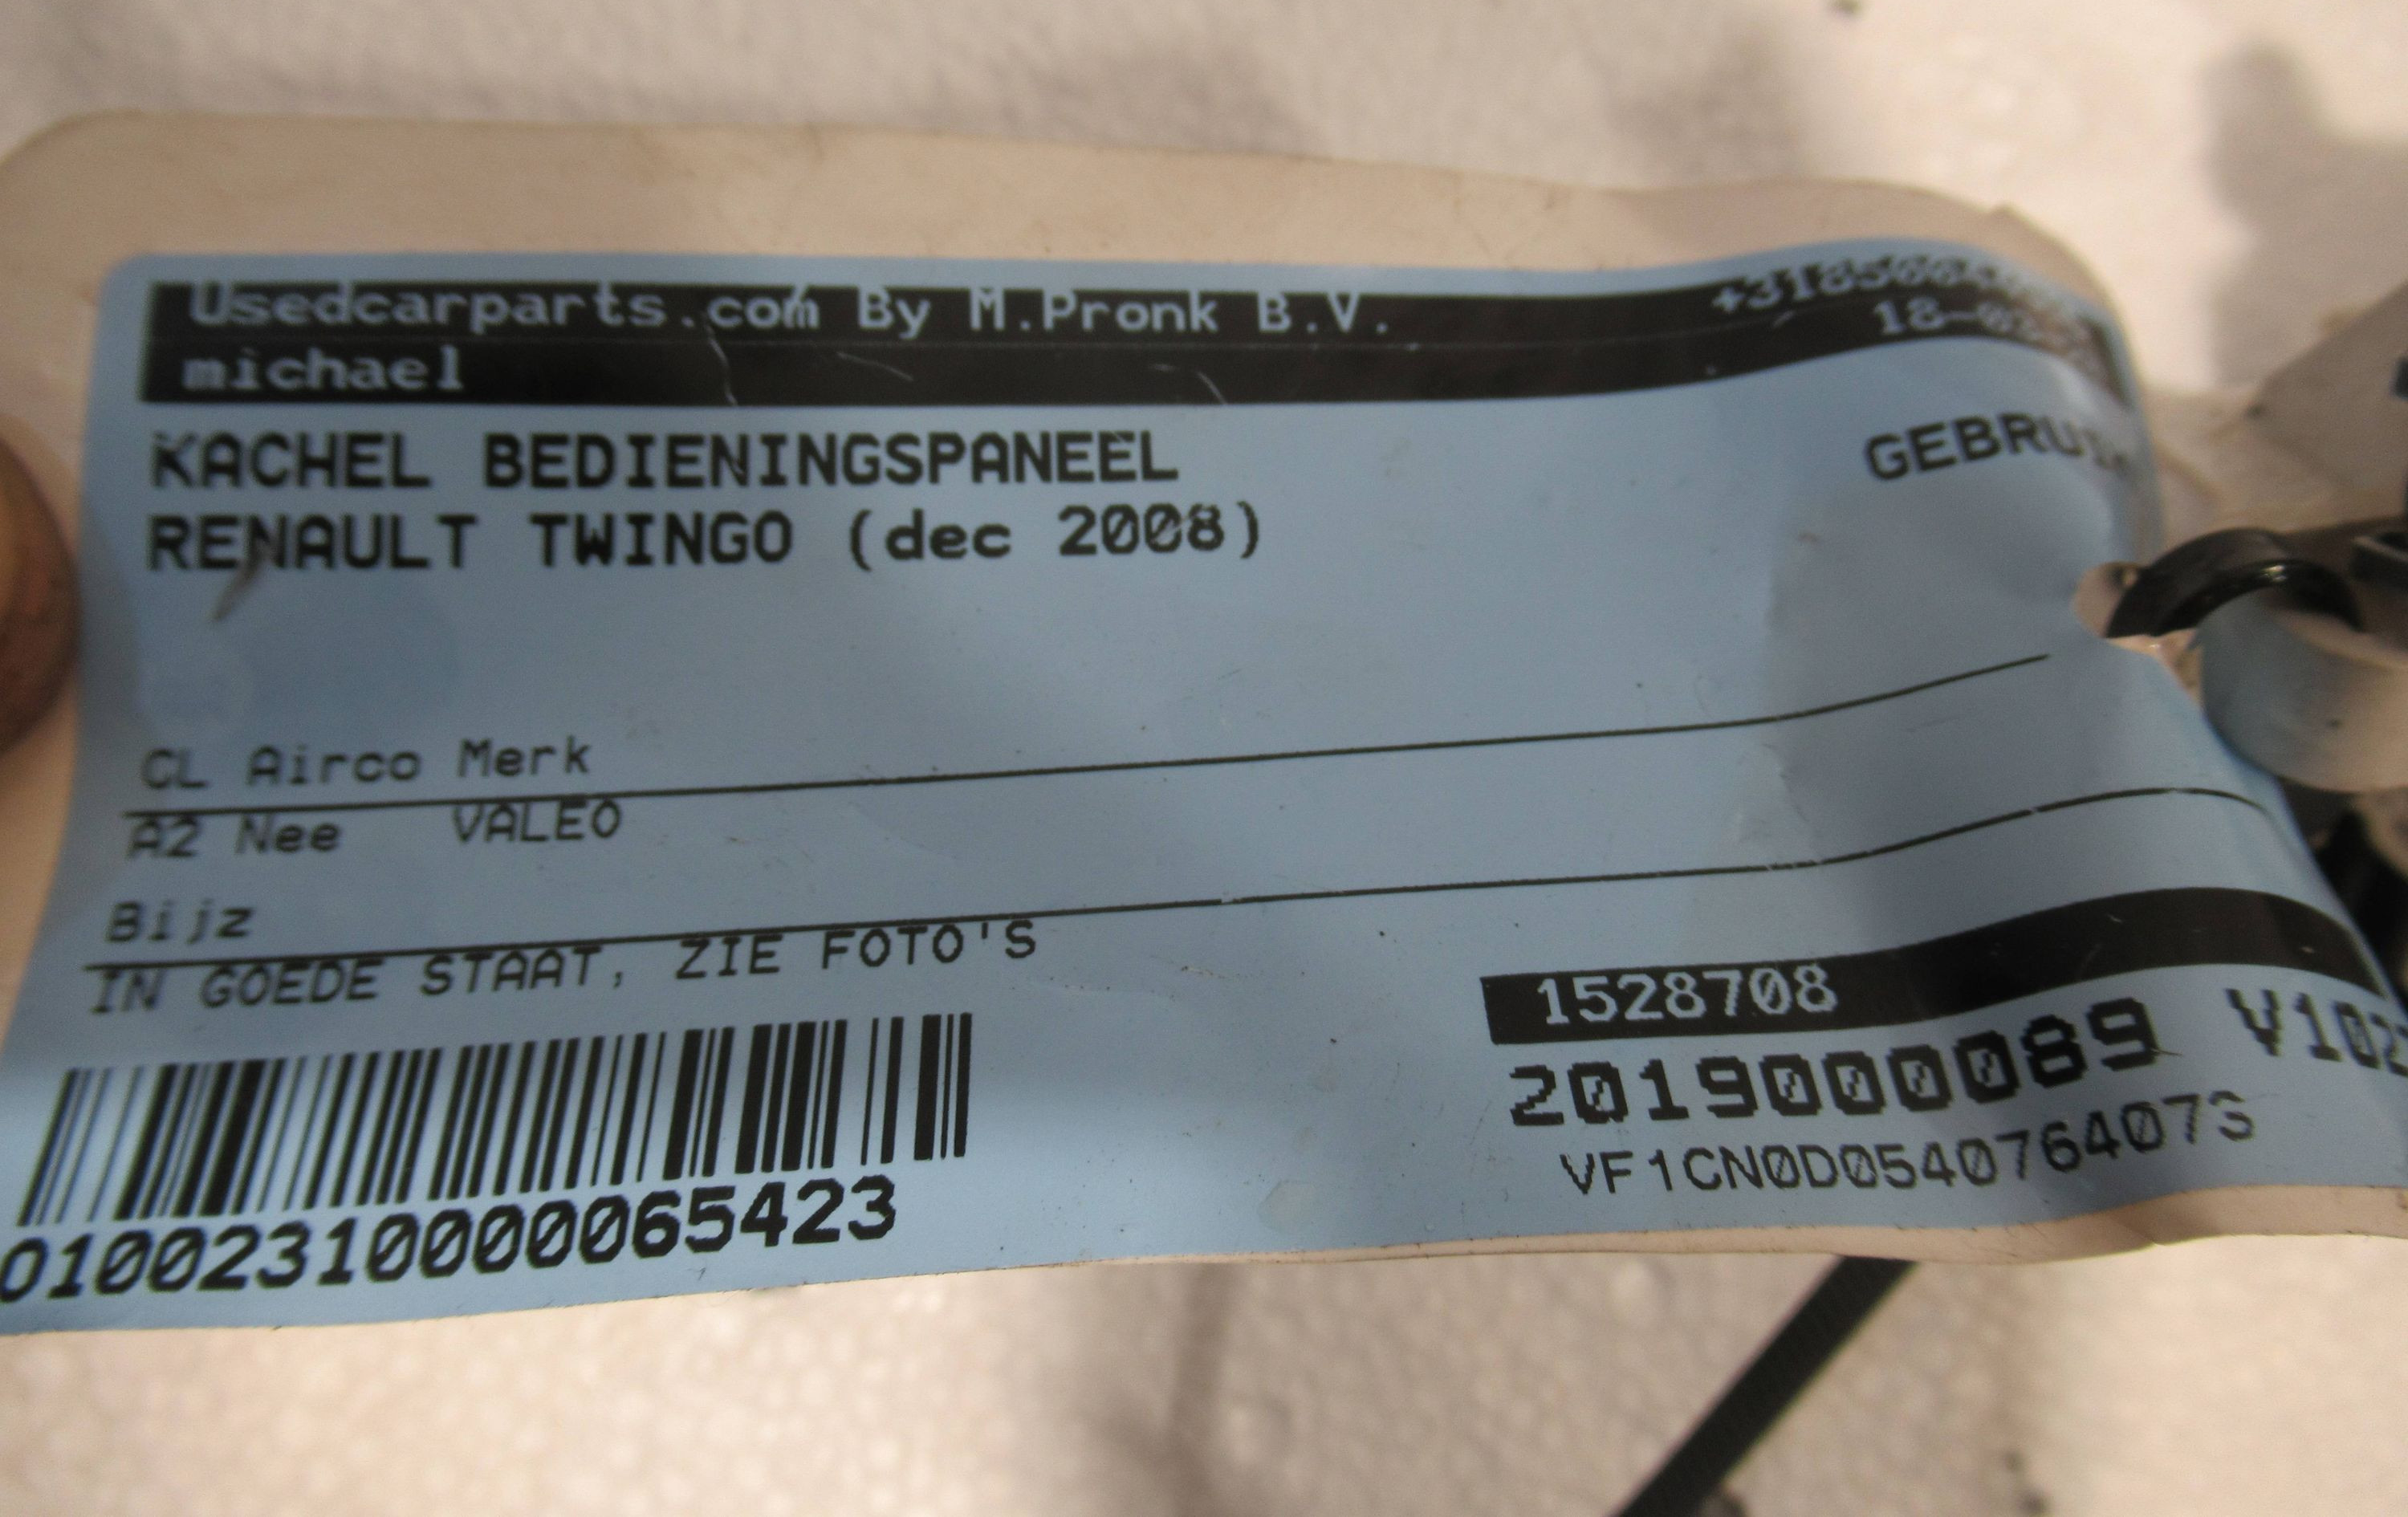 Usedcarparts.com By M.Pronk B.V.
michael
KACHEL BEDIENINGSPANEEL
RENAULT TWINGO (dec 2008)
CL Airco Merk
A2 Nee VALEO
Bijz
IN GOEDE STAAT, ZIE FOTO'S
01002310000065423
1528708
2019000089
VF1CN0D0540764073